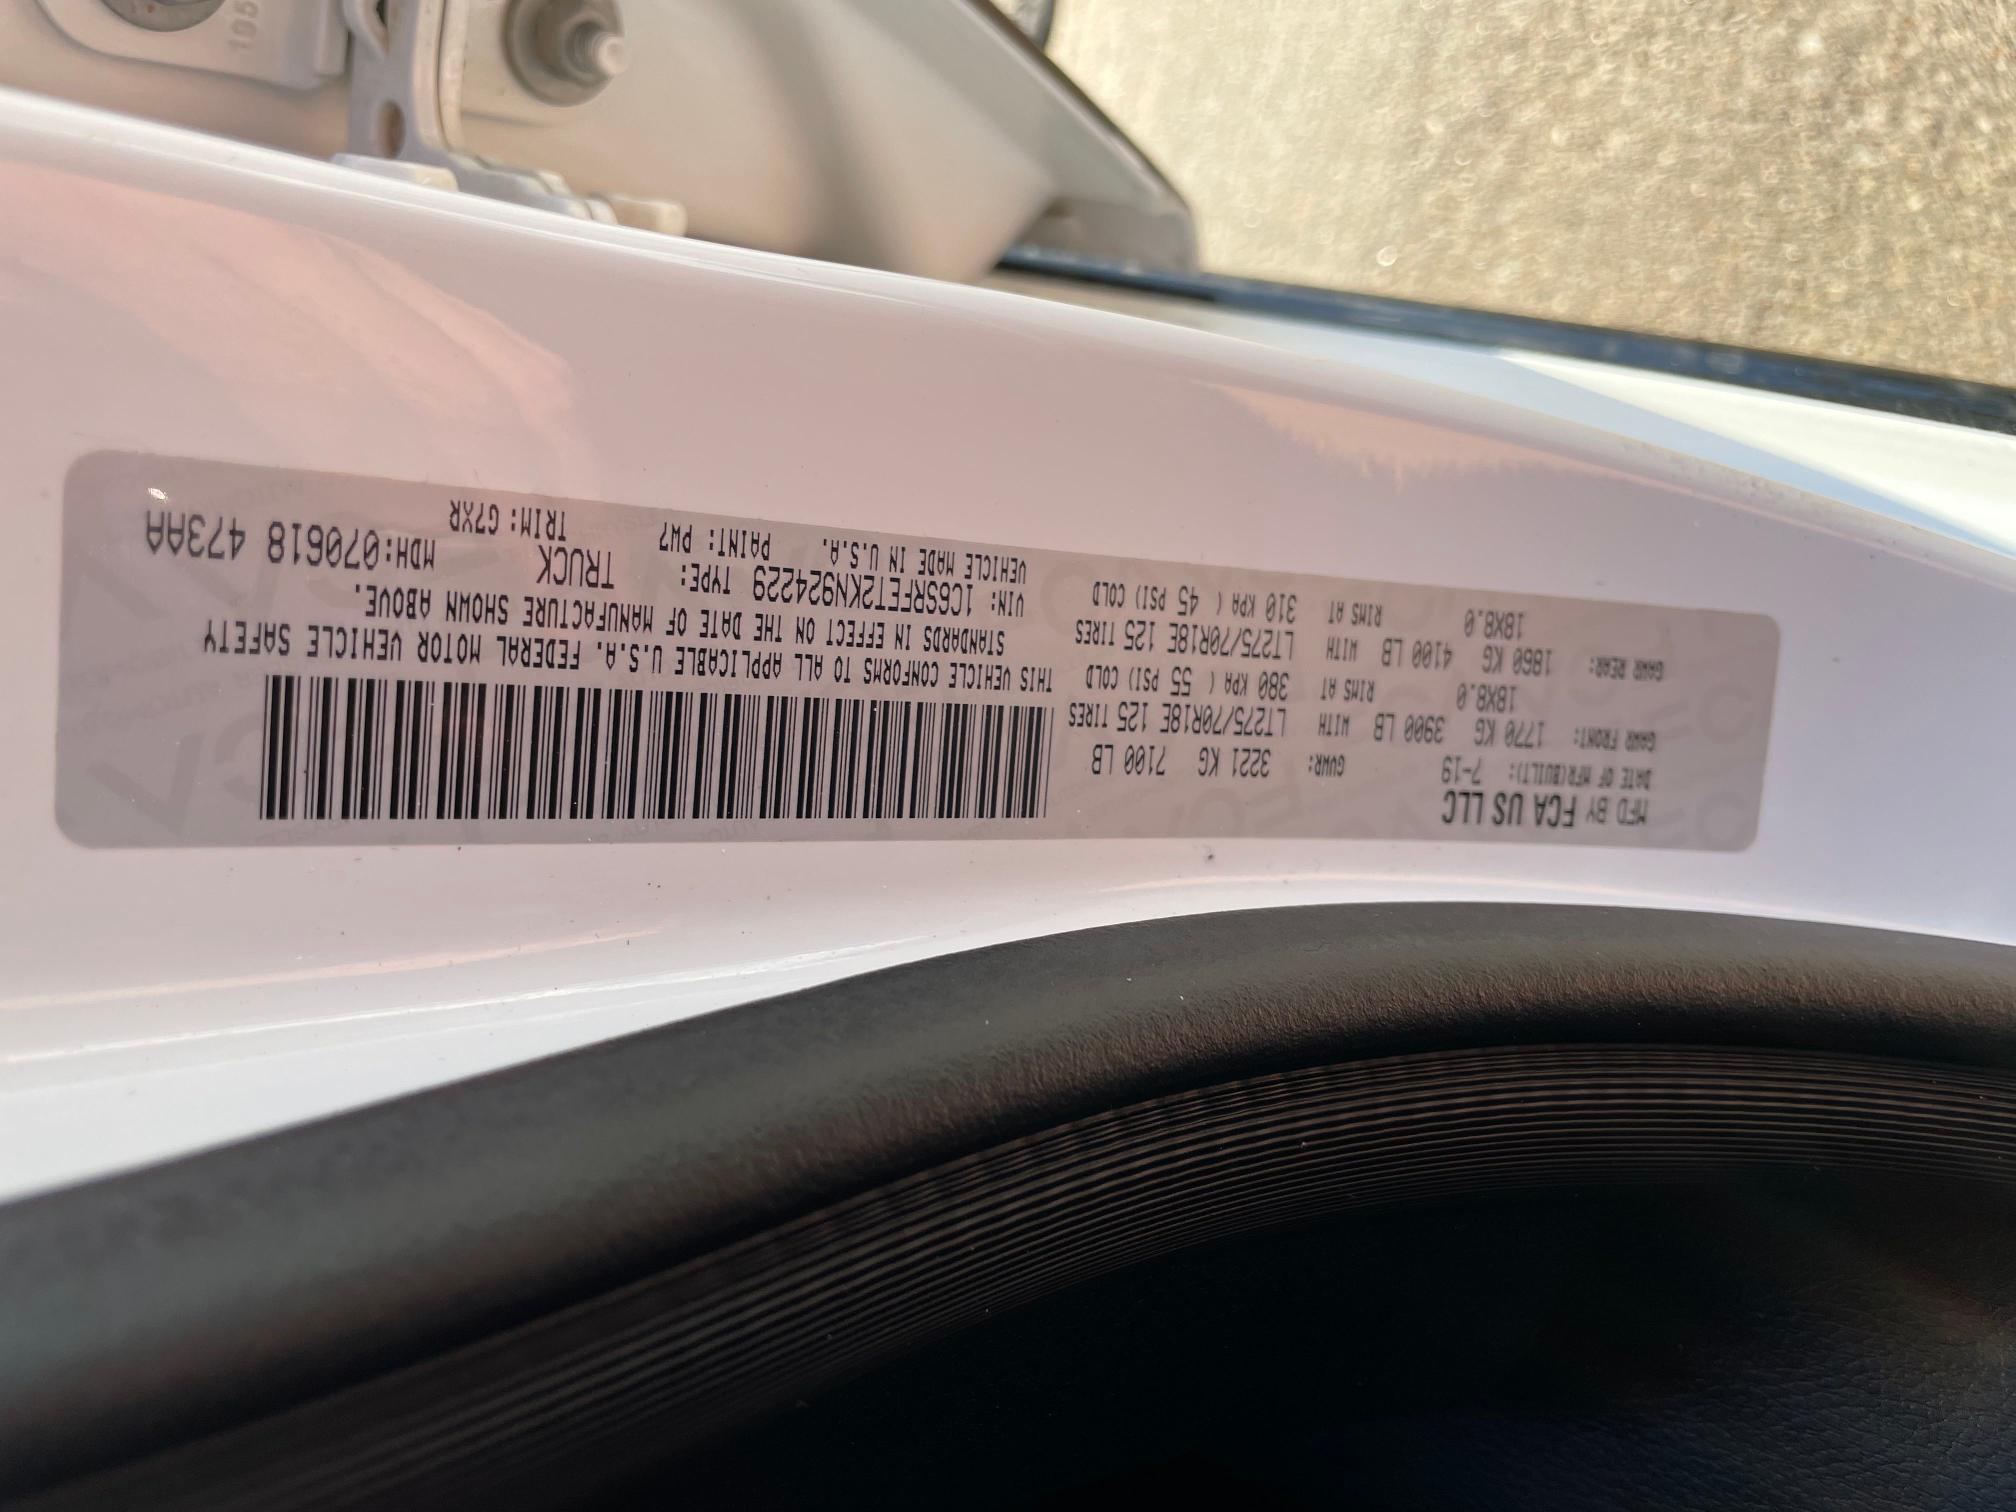 MFD BY FCA US LLC
DATE OF MFR(BUILT): 7-19 GVWR: 3221 KG 7100 LB
GAWR FRONT: 1770 KG 3900 LB WITH LT275/70R18E 125 TIRES
18X8.0 RIMS AT 380 KPA ( 55 PSI) COLD
GAWR REAR: 1860 KG 4100 LB WITH LT275/70R18E 125 TIRES
18X8.0 RIMS AT 310 KPA ( 45 PSI) COLD
THIS VEHICLE CONFORMS TO ALL APPLICABLE U.S.A. FEDERAL MOTOR VEHICLE SAFETY
STANDARDS IN EFFECT ON THE DATE OF MANUFACTURE SHOWN ABOVE.
VIN: 1C6SRFET2KN924229 TYPE: TRUCK MDH:070618 473AA
VEHICLE MADE IN U.S.A. PAINT: PW7 TRIM: G7XR